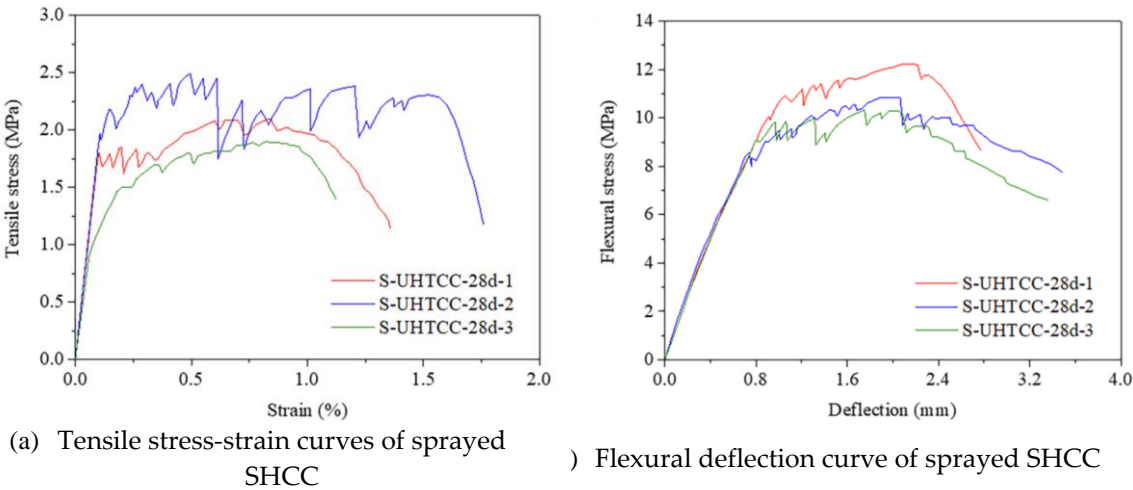 3.0
2.5
2.0
1.5
1.0
0.5
0.0
Tensile stress (MPa)
S-UHTCC-28d-1
S-UHTCC-28d-2
S-UHTCC-28d-3
0.0 0.5 1.0 1.5 2.0
Strain (%)
(a) Tensile stress-strain curves of sprayed
SHCC
14
12
10
8
6
4
2
0
Flexural stress (MPa)
S-UHTCC-28d-1
S-UHTCC-28d-2
S-UHTCC-28d-3
0.0 0.8 1.6 2.4 3.2 4.0
Deflection (mm)
) Flexural deflection curve of sprayed SHCC